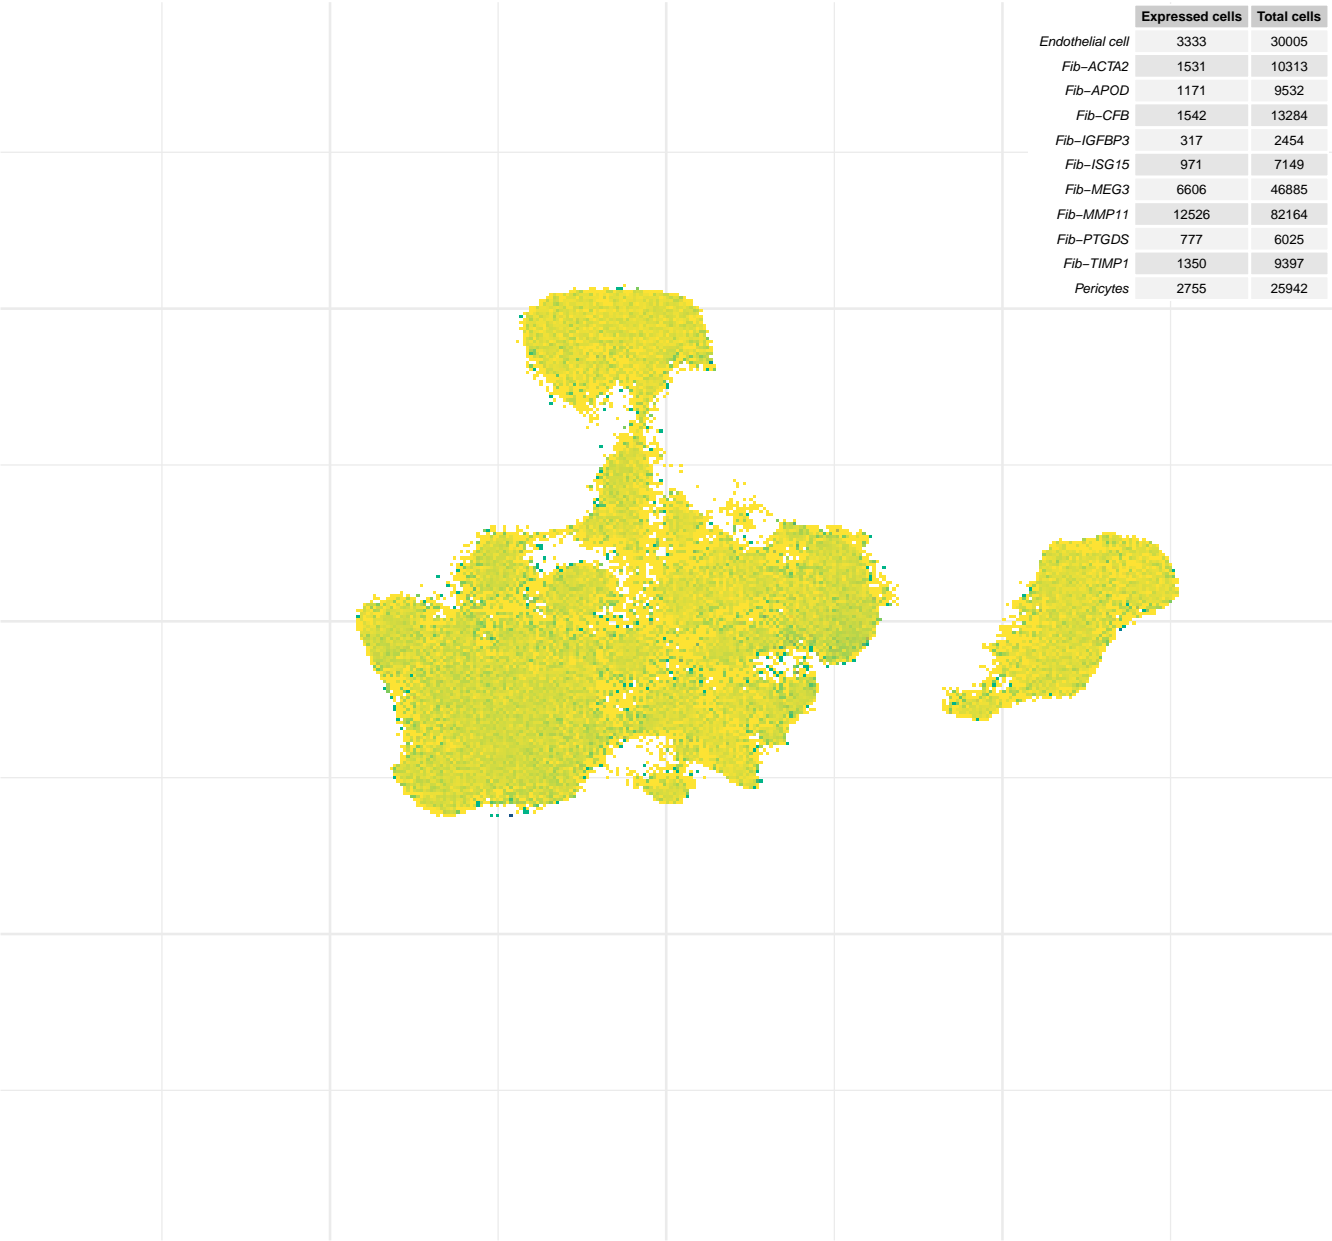 Expressed cells Total cells
Endothelial cell 3333 30005
Fib−ACTA2 1531 10313
Fib−APOD 1171 9532
Fib−CFB 1542 13284
Fib−IGFBP3 317 2454
Fib−ISG15 971 7149
Fib−MEG3 6606 46885
Fib−MMP11 12526 82164
Fib−PTGDS 777 6025
Fib−TIMP1 1350 9397
Pericytes 2755 25942